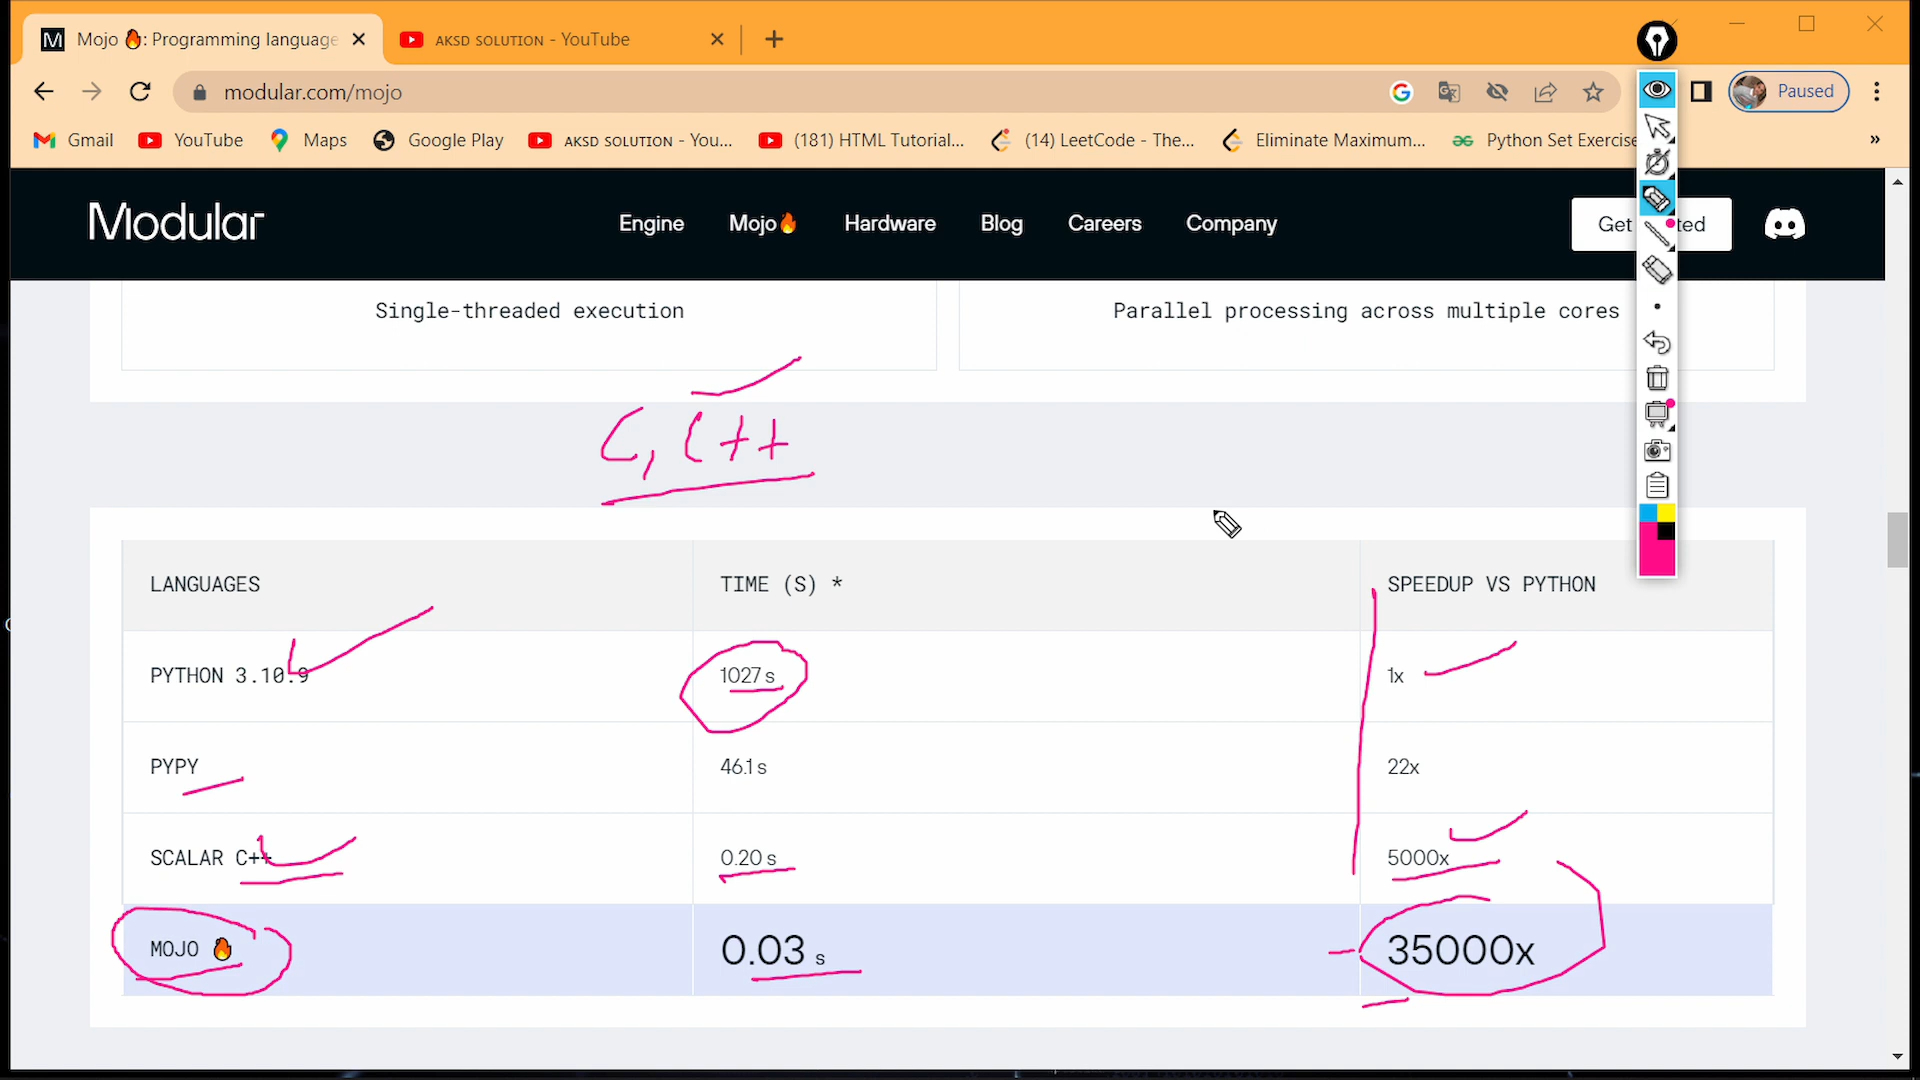 Mojo 🔥: Programming language
AKSD SOLUTION - YouTube
modular.com/mojo
Paused
Gmail
YouTube
Maps
Google Play
AKSD SOLUTION - You...
(181) HTML Tutorial...
(14) LeetCode - The...
Eliminate Maximum...
Python Set Exercise
»
Modular
Engine
Mojo🔥
Hardware
Blog
Careers
Company
Get ted
Single-threaded execution
Parallel processing across multiple cores
C, C++
LANGUAGES TIME (S) * SPEEDUP VS PYTHON
PYTHON 3.10.9 1027 s 1x
PYPY 46.1 s 22x
SCALAR C++ 0.20 s 5000x
MOJO 🔥 0.03 s 35000x